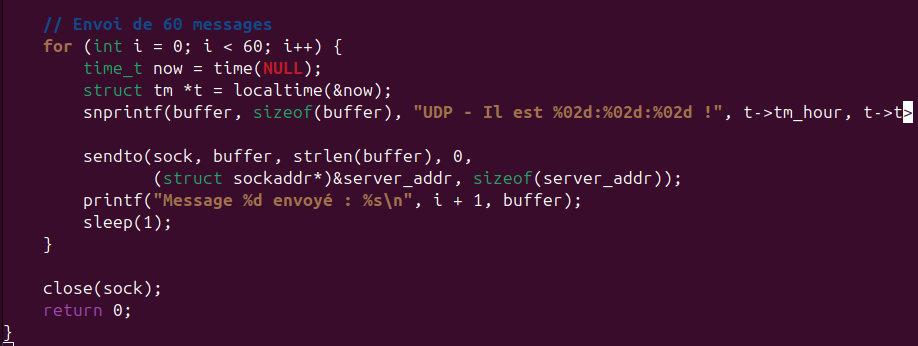 // Envoi de 60 messages
for (int i = 0; i < 60; i++) {
time_t now = time(NULL);
struct tm *t = localtime(&now);
snprintf(buffer, sizeof(buffer), "UDP - Il est %02d:%02d:%02d !", t->tm_hour, t->t>
sendto(sock, buffer, strlen(buffer), 0,
(struct sockaddr*)&server_addr, sizeof(server_addr));
printf("Message %d envoyé : %s\n", i + 1, buffer);
sleep(1);
}
close(sock);
return 0;
}